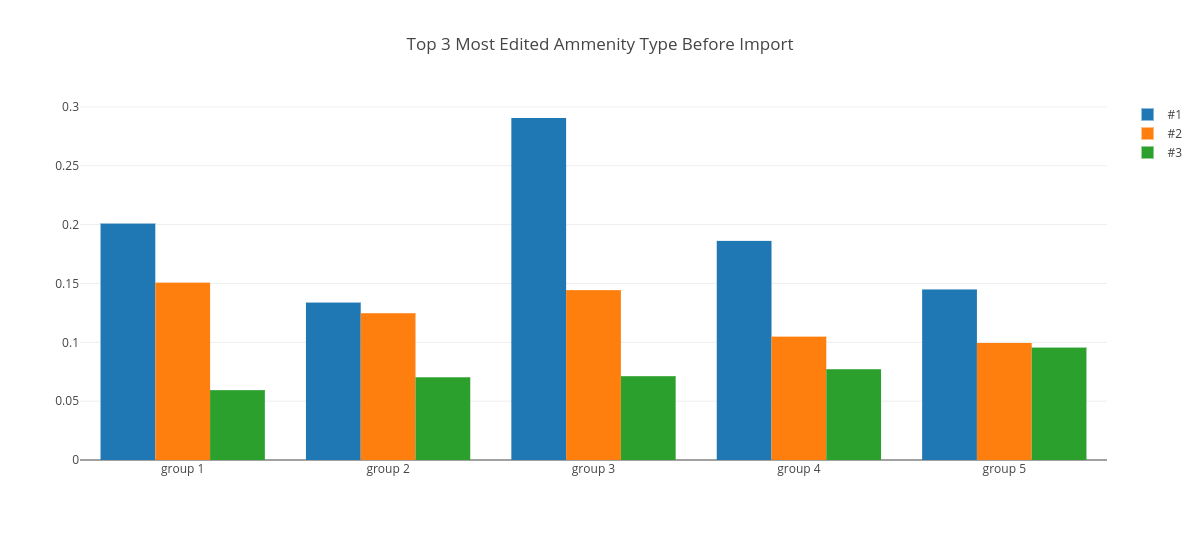 Top 3 Most Edited Ammenity Type Before Import
0.3
0.25
0.2
0.15
0.1
0.05
0
group 1
group 2
group 3
group 4
group 5
#1
#2
#3